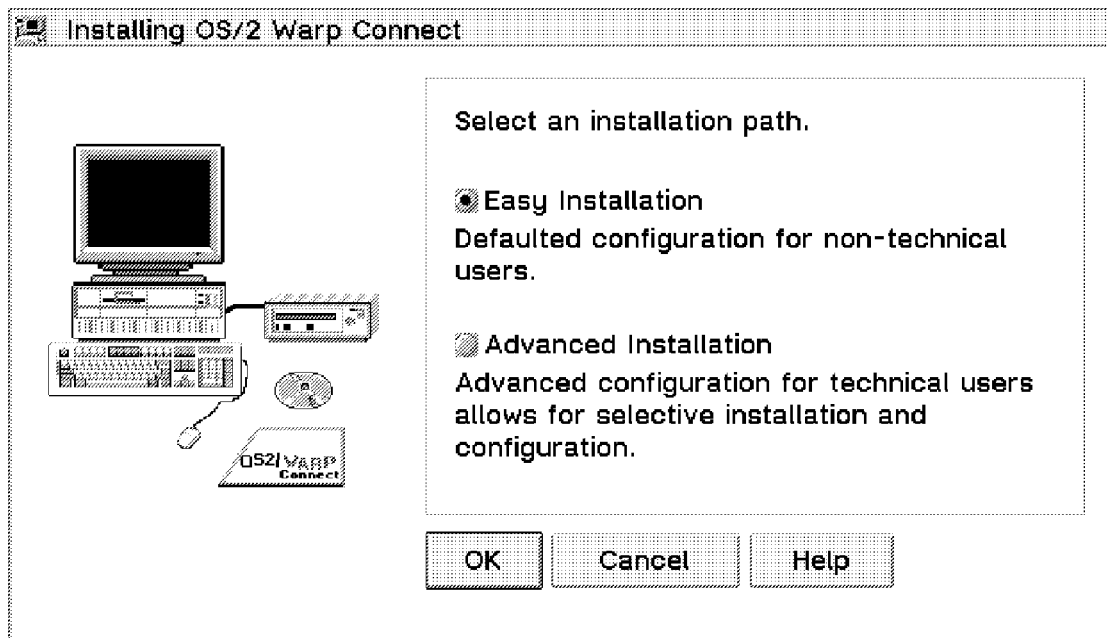 Installing OS/2 Warp Connect
Select an installation path.
Easy Installation
Defaulted configuration for non-technical
users.
Advanced Installation
Advanced configuration for technical users
allows for selective installation and
configuration.
OS2/ WARP
Connect
OK
Cancel
Help